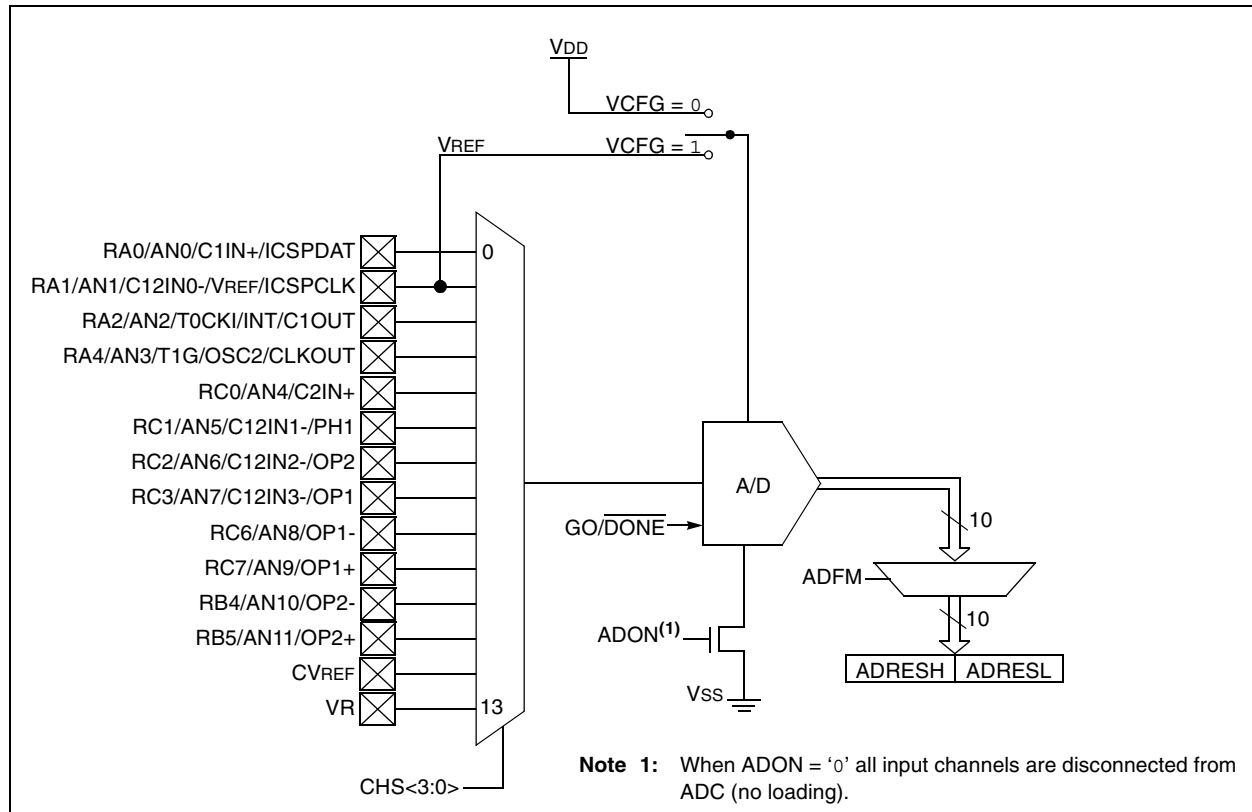 VDD
VCFG = 0
VREF
VCFG = 1
RA0/AN0/C1IN+/ICSPDAT
0
RA1/AN1/C12IN0-/VREF/ICSPCLK
RA2/AN2/T0CKI/INT/C1OUT
RA4/AN3/T1G/OSC2/CLKOUT
RC0/AN4/C2IN+
RC1/AN5/C12IN1-/PH1
RC2/AN6/C12IN2-/OP2
RC3/AN7/C12IN3-/OP1
RC6/AN8/OP1-
RC7/AN9/OP1+
RB4/AN10/OP2-
RB5/AN11/OP2+
CVREF
VR
13
CHS<3:0>
A/D
GO/DONE
10
ADFM
10
ADON(1)
ADRESH ADRESL
VSS
Note 1: When ADON = ‘0’ all input channels are disconnected from
ADC (no loading).